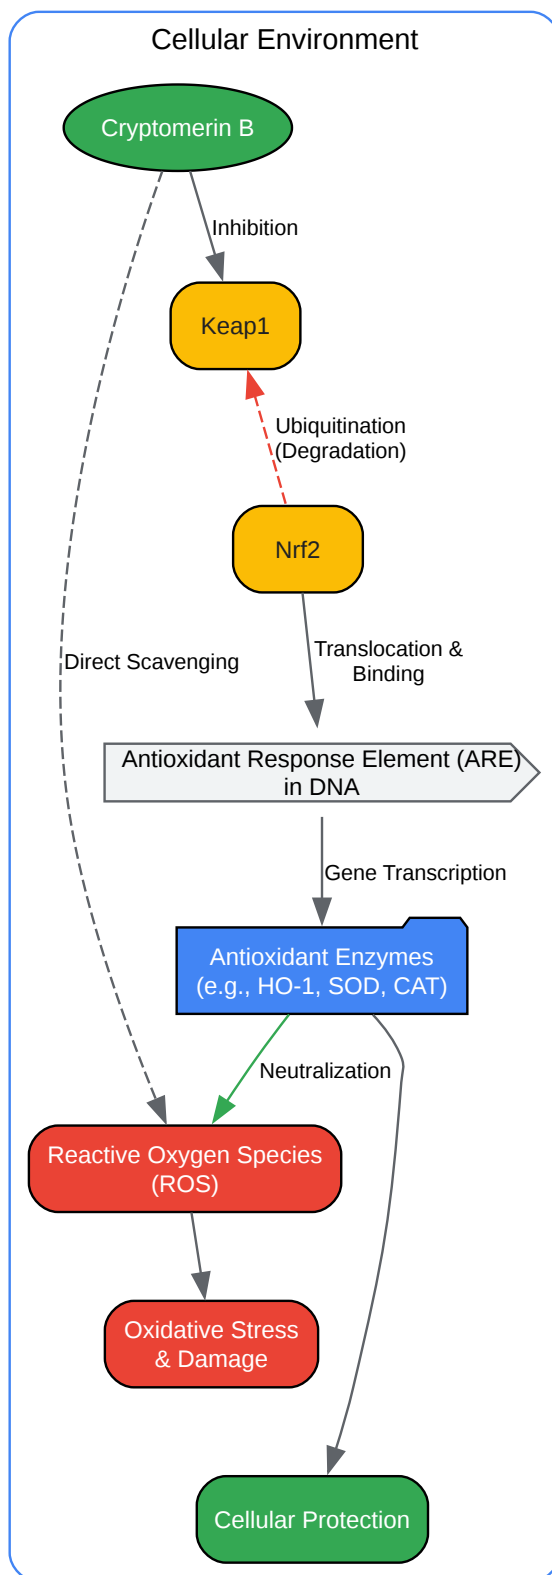 Cellular Environment
Cryptomerin B
Inhibition
Keap1
Ubiquitination
(Degradation)
Nrf2
Translocation &
Binding
Direct Scavenging
Antioxidant Response Element (ARE)
in DNA
Gene Transcription
Antioxidant Enzymes
(e.g., HO-1, SOD, CAT)
Neutralization
Reactive Oxygen Species
(ROS)
Oxidative Stress
& Damage
Cellular Protection